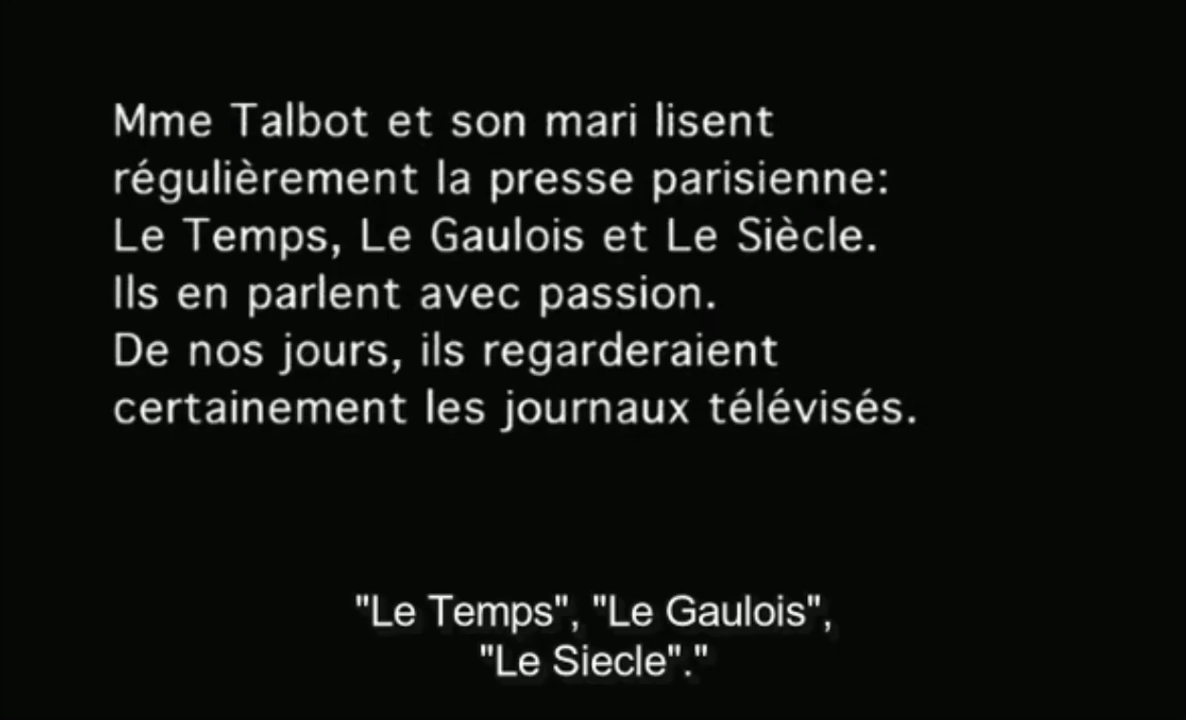 Mme Talbot et son mari lisent
régulièrement la presse parisienne:
Le Temps, Le Gaulois et Le Siècle.
Ils en parlent avec passion.
De nos jours, ils regarderaient
certainement les journaux télévisés.
"Le Temps", "Le Gaulois",
"Le Siecle"."